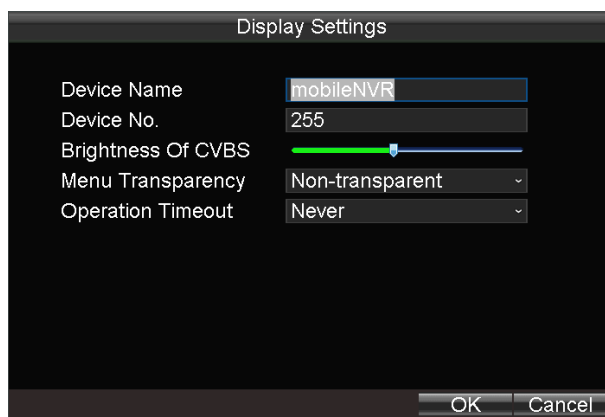 Display Settings
Device Name mobileNVR
Device No. 255
Brightness Of CVBS
Menu Transparency Non-transparent
Operation Timeout Never
OK Cancel